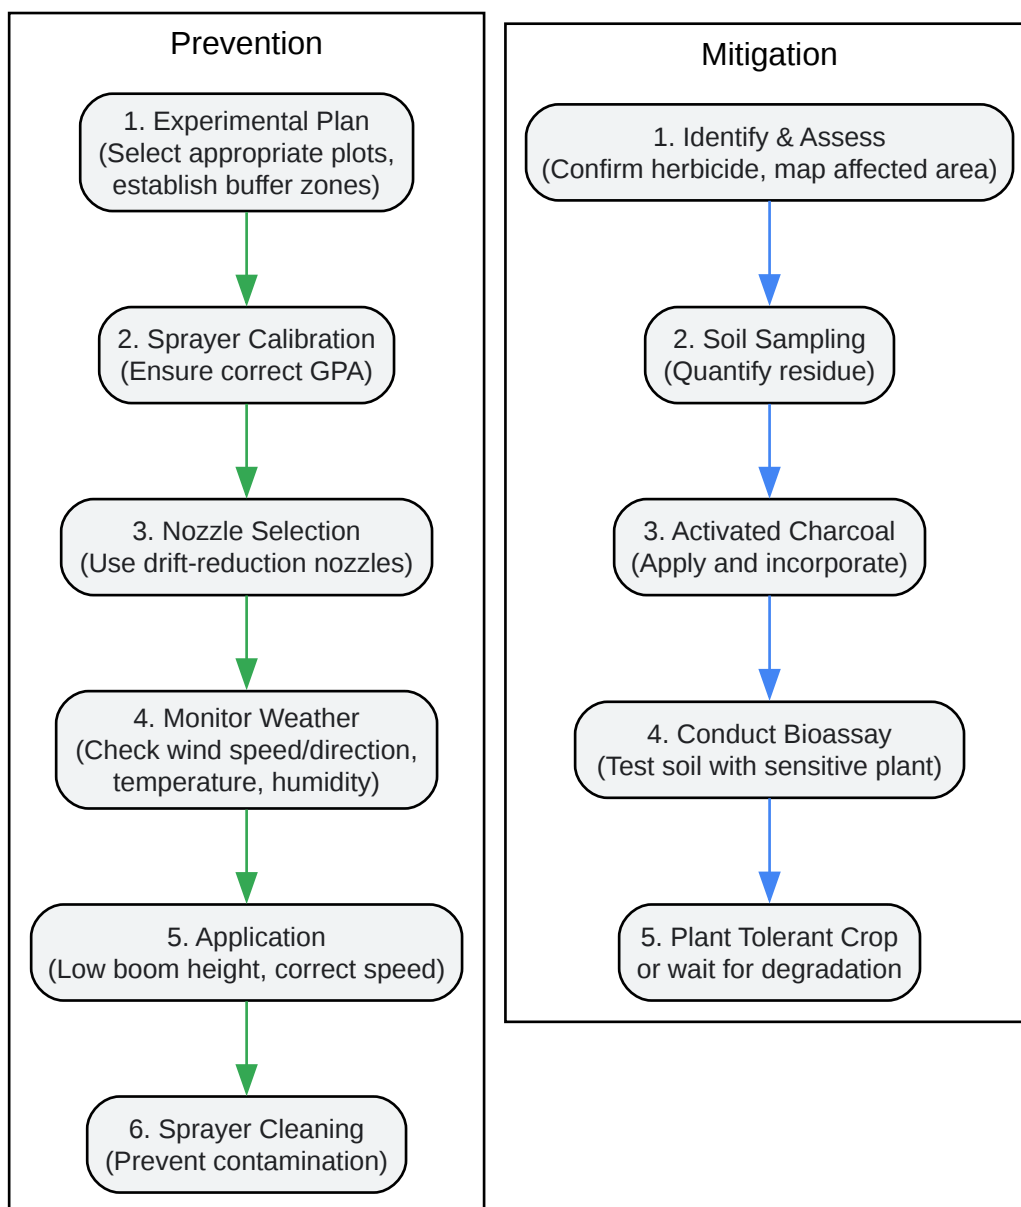 Prevention
1. Experimental Plan
(Select appropriate plots,
establish buffer zones)
2. Sprayer Calibration
(Ensure correct GPA)
3. Nozzle Selection
(Use drift-reduction nozzles)
4. Monitor Weather
(Check wind speed/direction,
temperature, humidity)
5. Application
(Low boom height, correct speed)
6. Sprayer Cleaning
(Prevent contamination)
Mitigation
1. Identify & Assess
(Confirm herbicide, map affected area)
2. Soil Sampling
(Quantify residue)
3. Activated Charcoal
(Apply and incorporate)
4. Conduct Bioassay
(Test soil with sensitive plant)
5. Plant Tolerant Crop
or wait for degradation